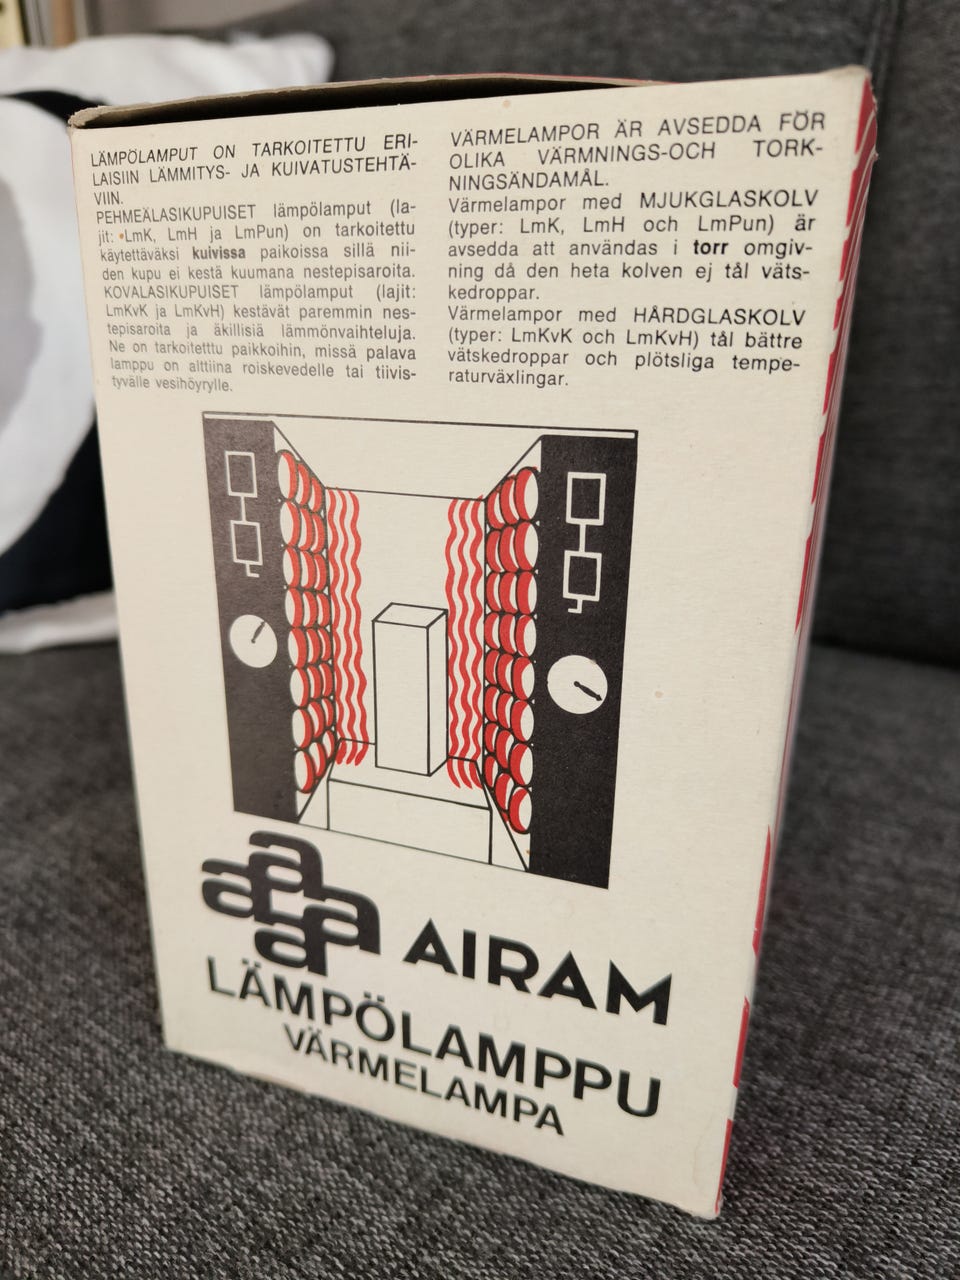 LÄMPÖLAMPUT ON TARKOITETTU ERI-
LAISIIN LÄMMITYS- JA KUIVATUSTEHTÄ-
VIIN.
PEHMEÄLASIKUPUISET lämpölamput (la-
jit: LmK, LmH ja LmPun) on tarkoitettu
käytettäväksi kuivissa paikoissa sillä nii-
den kupu ei kestä kuumana nestepisaroita.
KOVALASIKUPUISET lämpölamput (lajit:
LmKvK ja LmKvH) kestävät paremmin nes-
tepisaroita ja äkillisiä lämmönvaihteluja.
Ne on tarkoitetttu paikkoihin, missä palava
lamppu on alttiina roiskevedelle tai tiivis-
tyvälle vesihöyrylle.
VÄRMELAMPOR ÄR AVSEDDA FÖR
OLIKA VÄRMNINGS-OCH TORK-
NINGSÄNDAMÅL.
Värmelampor med MJUKGLASKOLV
(typer: LmK, LmH och LmPun) är
avsedda att användas i torr omgiv-
ning då den heta kolven ej tål väts-
kedroppar.
Värmelampor med HÅRDGLASKOLV
(typer: LmKvK och LmKvH) tål bättre
vätskedroppar och plötsliga tempe-
raturväxlingar.
aaaa AIRAM
LÄMPÖLAMPPU
VÄRMELAMPA